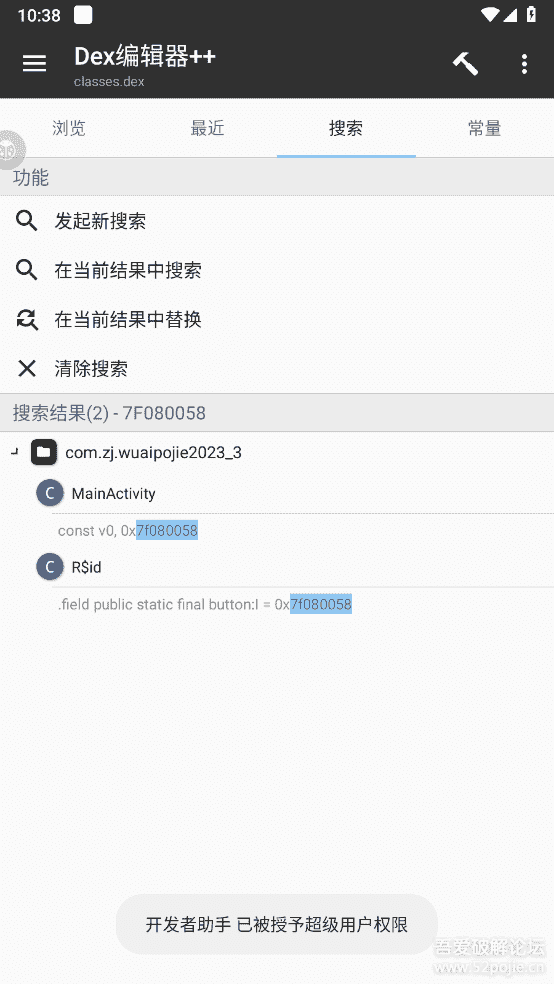 10:38
Dex编辑器++
classes.dex
浏览 最近 搜索 常量
功能
发起新搜索
在当前结果中搜索
在当前结果中替换
清除搜索
搜索结果(2) - 7F080058
com.zj.wuaipojie2023_3
C MainActivity
const v0, 0x7f080058
C R$id
.field public static final button:I = 0x7f080058
开发者助手 已被授予超级用户权限
吾爱破解论坛
www.52pojie.cn